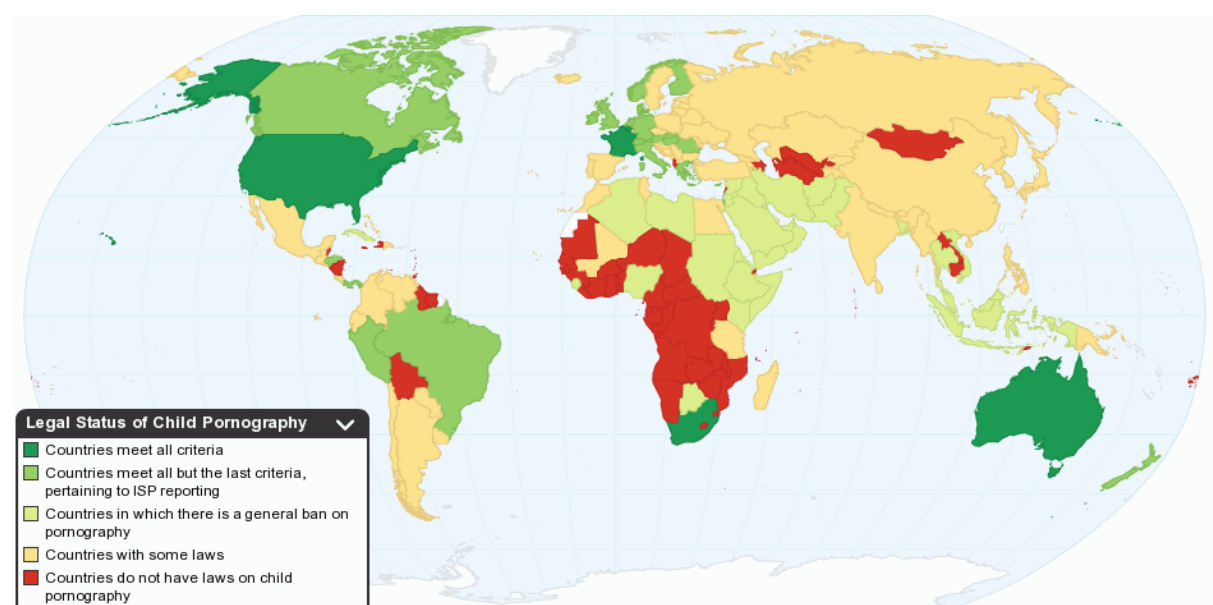 Legal Status of Child Pornography
Countries meet all criteria
Countries meet all but the last criteria,
pertaining to ISP reporting
Countries in which there is a general ban on
pornography
Countries with some laws
Countries do not have laws on child
pornography